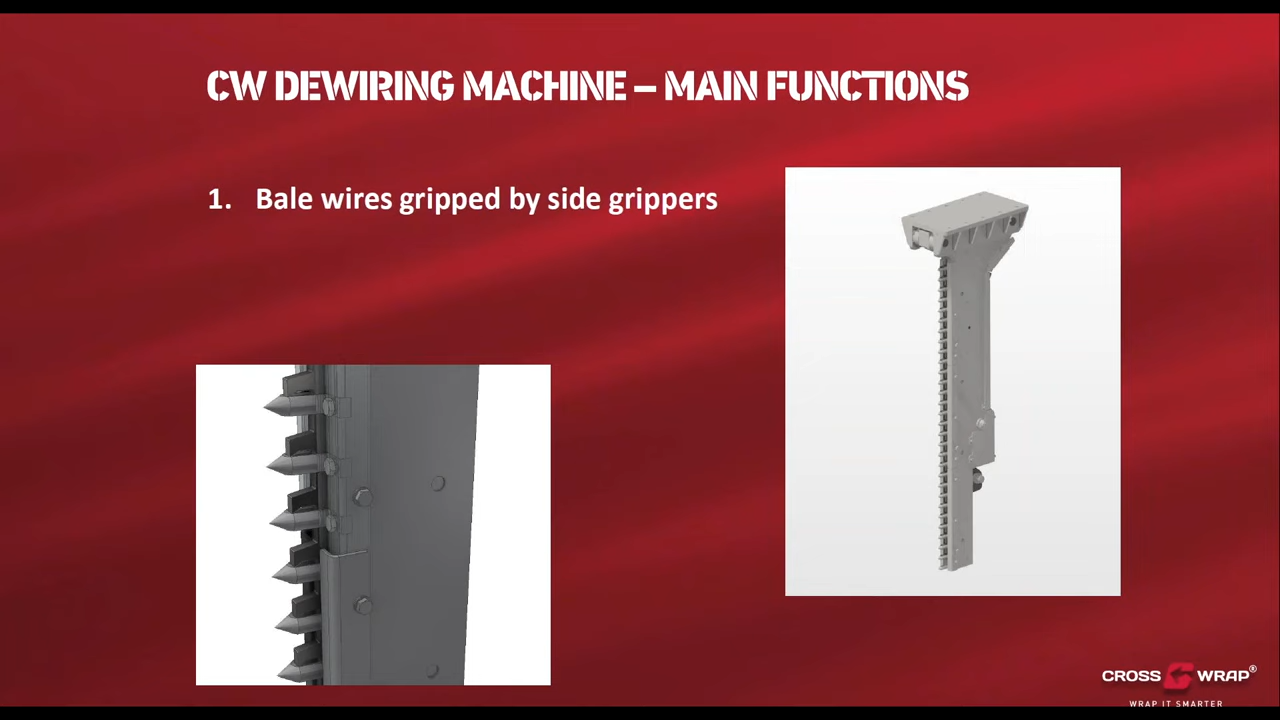 CW DEWIRING MACHINE – MAIN FUNCTIONS
1. Bale wires gripped by side grippers
CROSS WRAP®
WRAP IT SMARTER